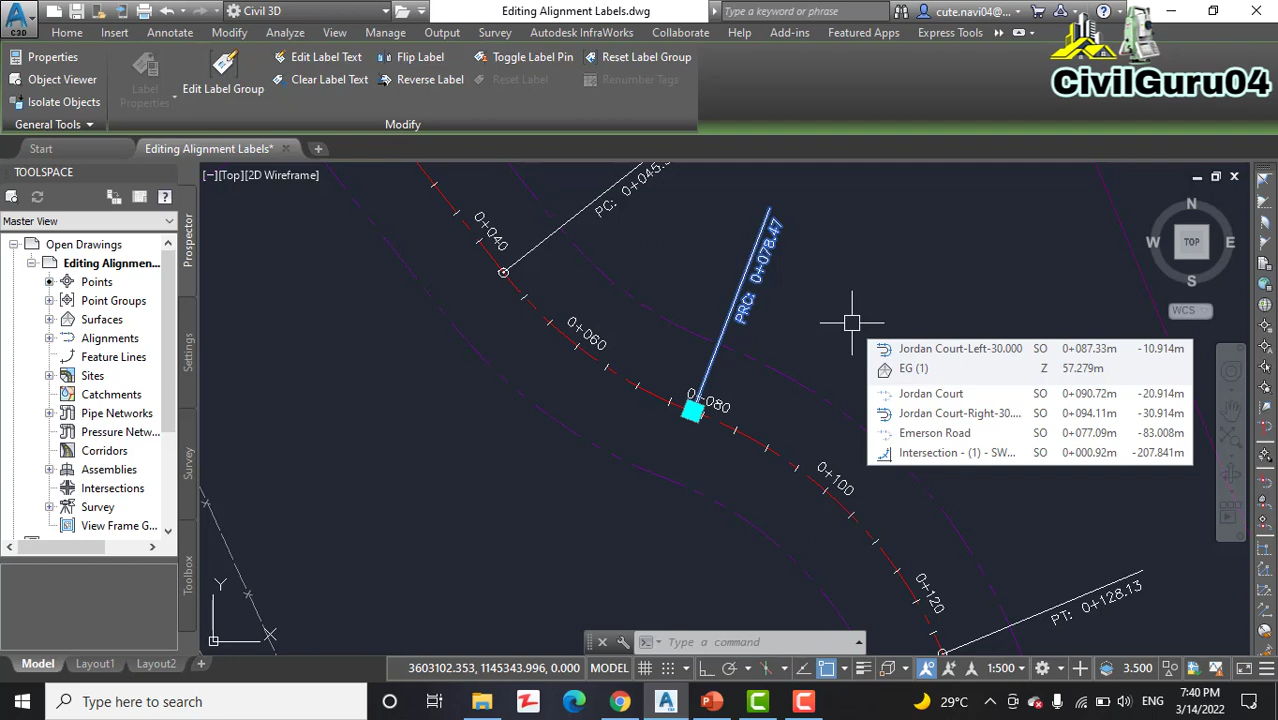 Civil 3D
Editing Alignment Labels.dwg
Type a keyword or phrase
cute.navi04@...
CivilGuru04
Home Insert Annotate Modify Analyze View Manage Output Survey Autodesk InfraWorks Collaborate Help Add-ins Featured Apps Express Tools
Properties
Object Viewer
Isolate Objects
General Tools
Label
Properties
Edit Label Group
Edit Label Text
Clear Label Text
Flip Label
Reverse Label
Toggle Label Pin
Reset Label
Reset Label Group
Renumber Tags
Modify
C3D
Start
Editing Alignment Labels*
TOOLSPACE
Master View
Open Drawings
Editing Alignmen...
Points
Point Groups
Surfaces
Alignments
Feature Lines
Sites
Catchments
Pipe Networks
Pressure Netw...
Corridors
Assemblies
Intersections
Survey
View Frame G...
Prospector
Settings
Survey
Toolbox
[−][Top][2D Wireframe]
N
W TOP E
S
WCS
PC: 0+045.
0+040
PRC: 0+078.47
0+060
0+080
0+100
0+120
PT: 0+128.13
Jordan Court-Left-30.000 SO 0+087.33m -10.914m
EG (1) Z 57.279m
Jordan Court SO 0+090.72m -20.914m
Jordan Court-Right-30.... SO 0+094.11m -30.914m
Emerson Road SO 0+077.09m -83.008m
Intersection - (1) - SW... SO 0+000.92m -207.841m
Y
X
Type a command
Model Layout1 Layout2
3603102.353, 1145343.996, 0.000 MODEL
1:500
3.500
Type here to search
29°C
ENG
7:40 PM
3/14/2022